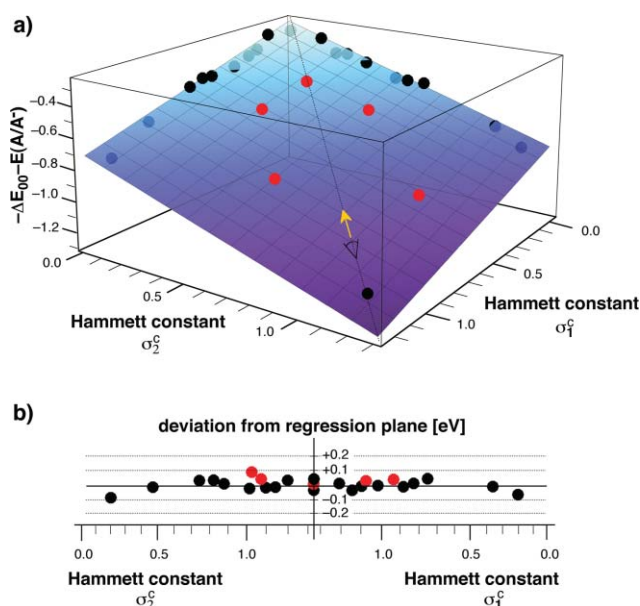 a)
−ΔE₀₀−E(A/A⁻)
−0.4
−0.6
−0.8
−1.0
−1.2
0.0
0.5
1.0
Hammett constant
σ₂ᶜ
0.0
0.5
1.0
Hammett constant
σ₁ᶜ
b)
deviation from regression plane [eV]
+0.2
+0.1
−0.1
−0.2
0.0 0.5 1.0 1.0 0.5 0.0
Hammett constant Hammett constant
σ₂ᶜ σ₁ᶜ